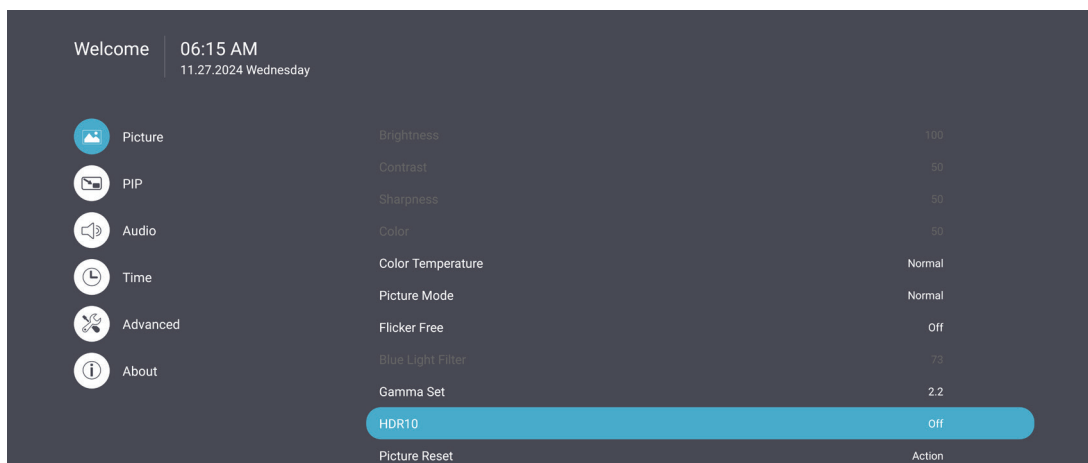 Welcome
06:15 AM
11.27.2024 Wednesday
Picture
PIP
Audio
Time
Advanced
About
Brightness 100
Contrast 50
Sharpness 50
Color 50
Color Temperature Normal
Picture Mode Normal
Flicker Free Off
Blue Light Filter 73
Gamma Set 2.2
HDR10 Off
Picture Reset Action